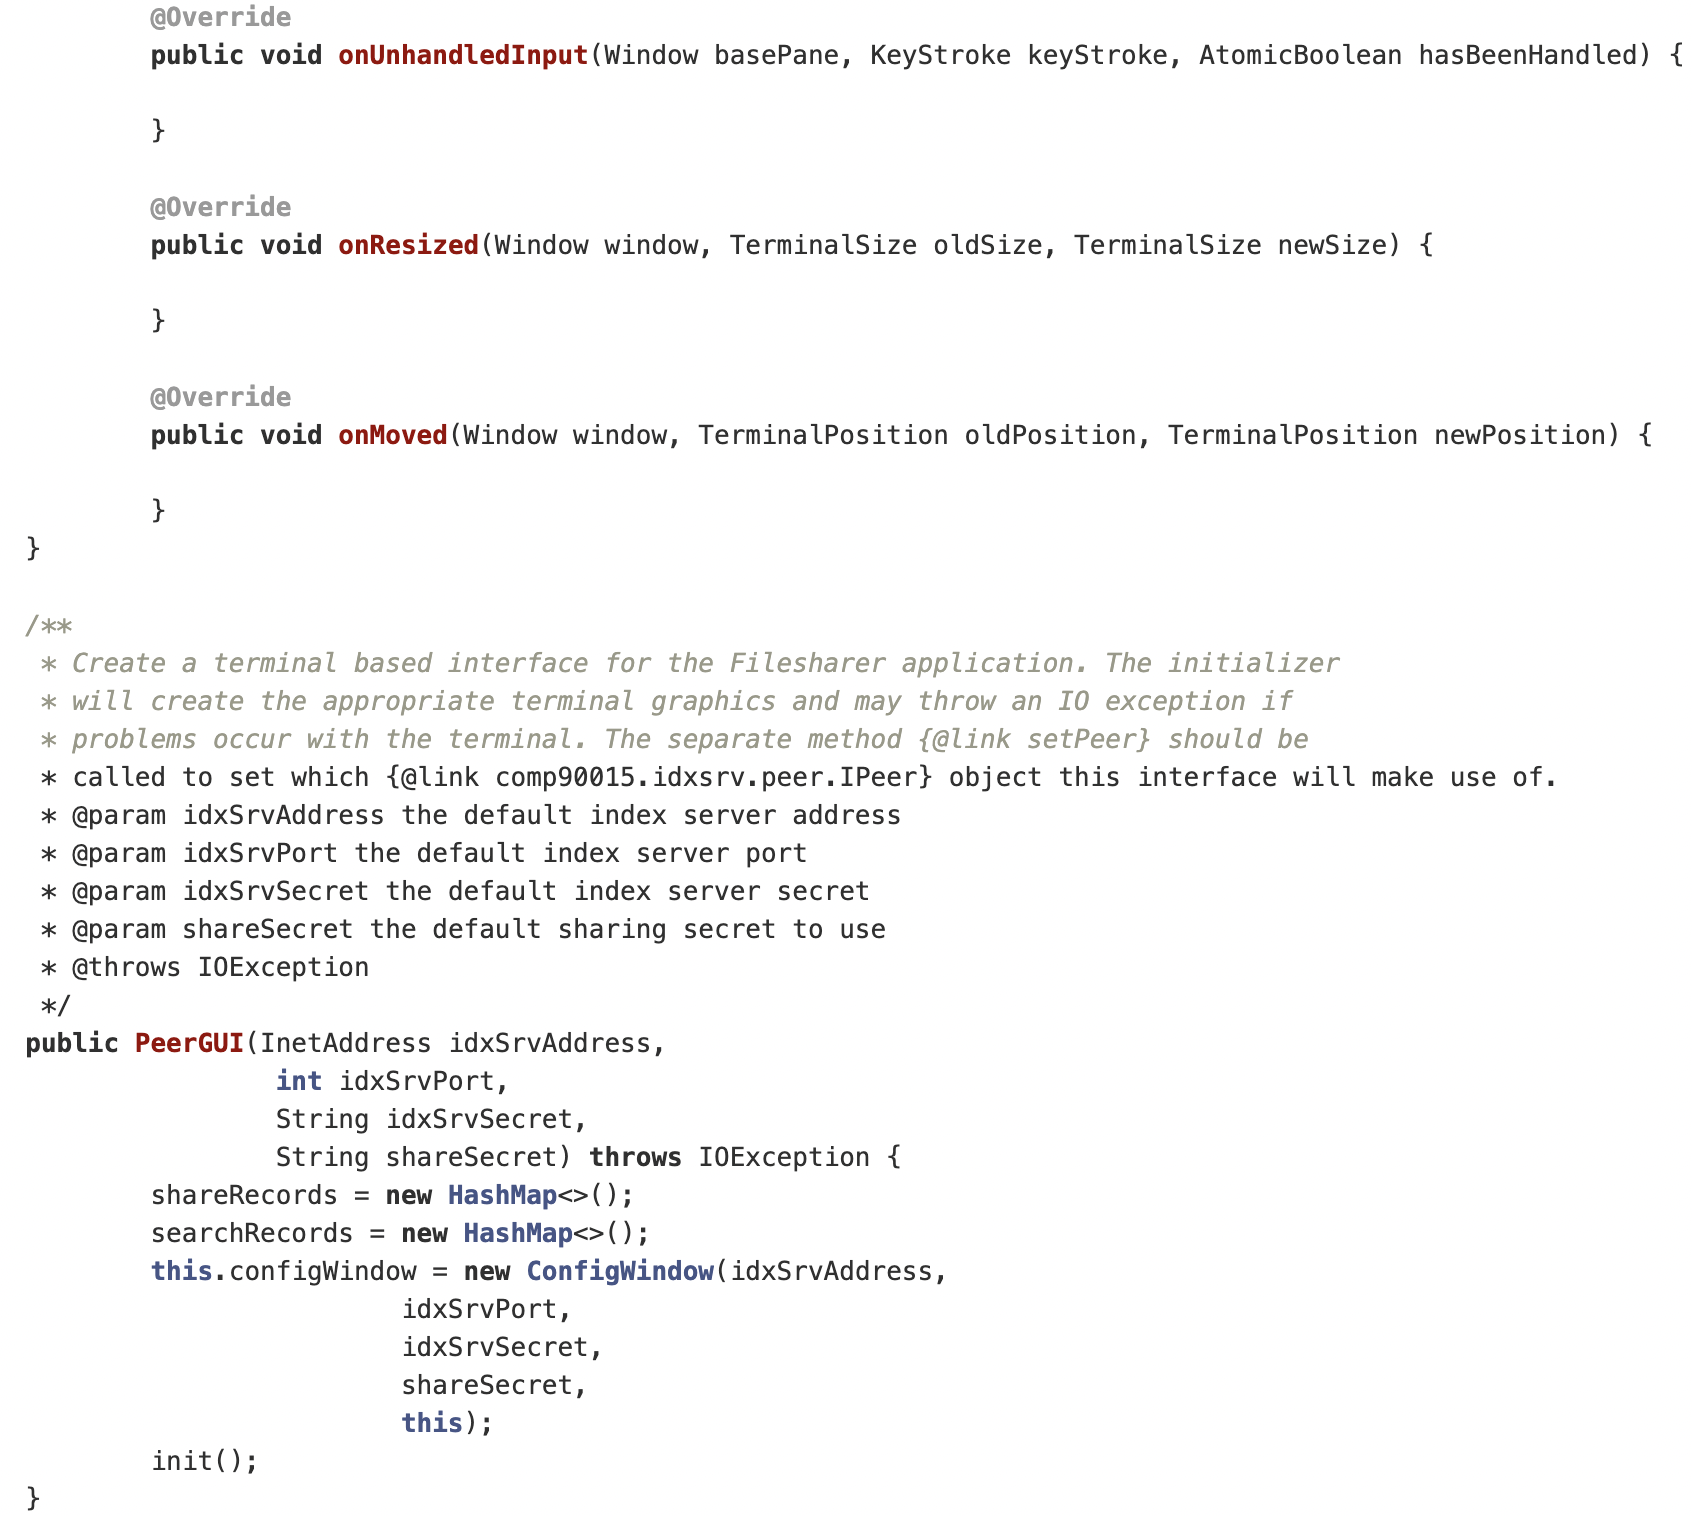 @Override
public void onUnhandledInput(Window basePane, KeyStroke keyStroke, AtomicBoolean hasBeenHandled) {
}
@Override
public void onResized(Window window, TerminalSize oldSize, TerminalSize newSize) {
}
@Override
public void onMoved(Window window, TerminalPosition oldPosition, TerminalPosition newPosition) {
}
}
/**
* Create a terminal based interface for the Filesharer application. The initializer
* will create the appropriate terminal graphics and may throw an IO exception if
* problems occur with the terminal. The separate method {@link setPeer} should be
* called to set which {@link comp90015.idxsrv.peer.IPeer} object this interface will make use of.
* @param idxSrvAddress the default index server address
* @param idxSrvPort the default index server port
* @param idxSrvSecret the default index server secret
* @param shareSecret the default sharing secret to use
* @throws IOException
*/
public PeerGUI(InetAddress idxSrvAddress,
int idxSrvPort,
String idxSrvSecret,
String shareSecret) throws IOException {
shareRecords = new HashMap<>();
searchRecords = new HashMap<>();
this.configWindow = new ConfigWindow(idxSrvAddress,
idxSrvPort,
idxSrvSecret,
shareSecret,
this);
init();
}